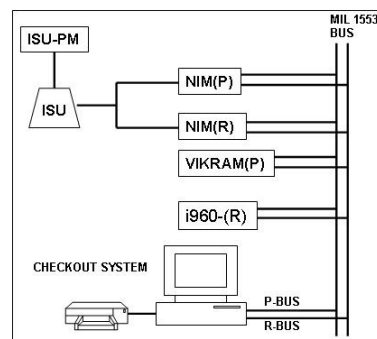 MIL 1553
BUS
ISU-PM
ISU
NIM(P)
NIM(R)
VIKRAM(P)
i960-(R)
CHECKOUT SYSTEM
P-BUS
R-BUS